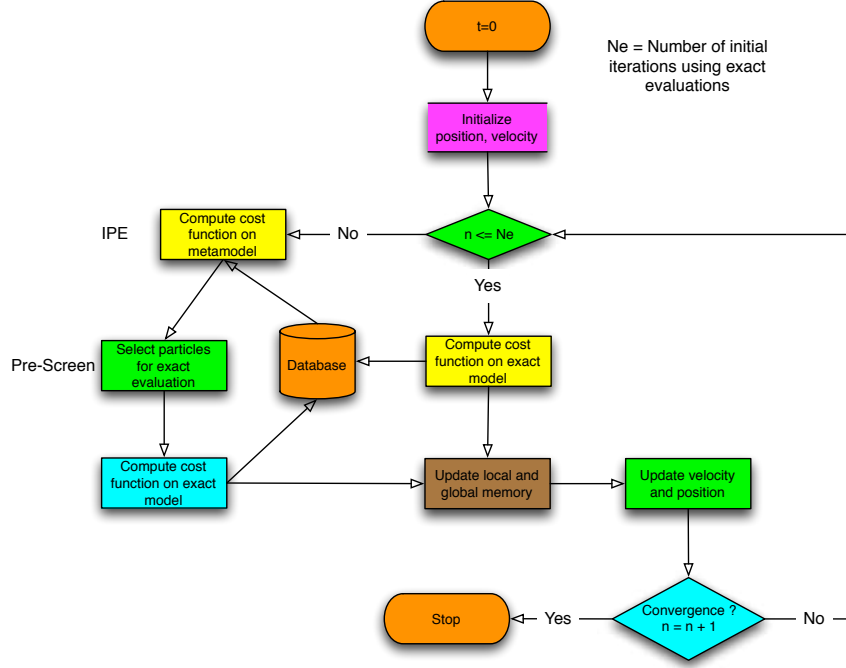 t=0
Ne = Number of initial
iterations using exact
evaluations
Initialize
position, velocity
IPE
Compute cost
function on
metamodel
No
n <= Ne
Yes
Pre-Screen
Select particles
for exact
evaluation
Database
Compute cost
function on exact
model
Compute cost
function on exact
model
Update local and
global memory
Update velocity
and position
Stop
Yes
Convergence ?
n = n + 1
No